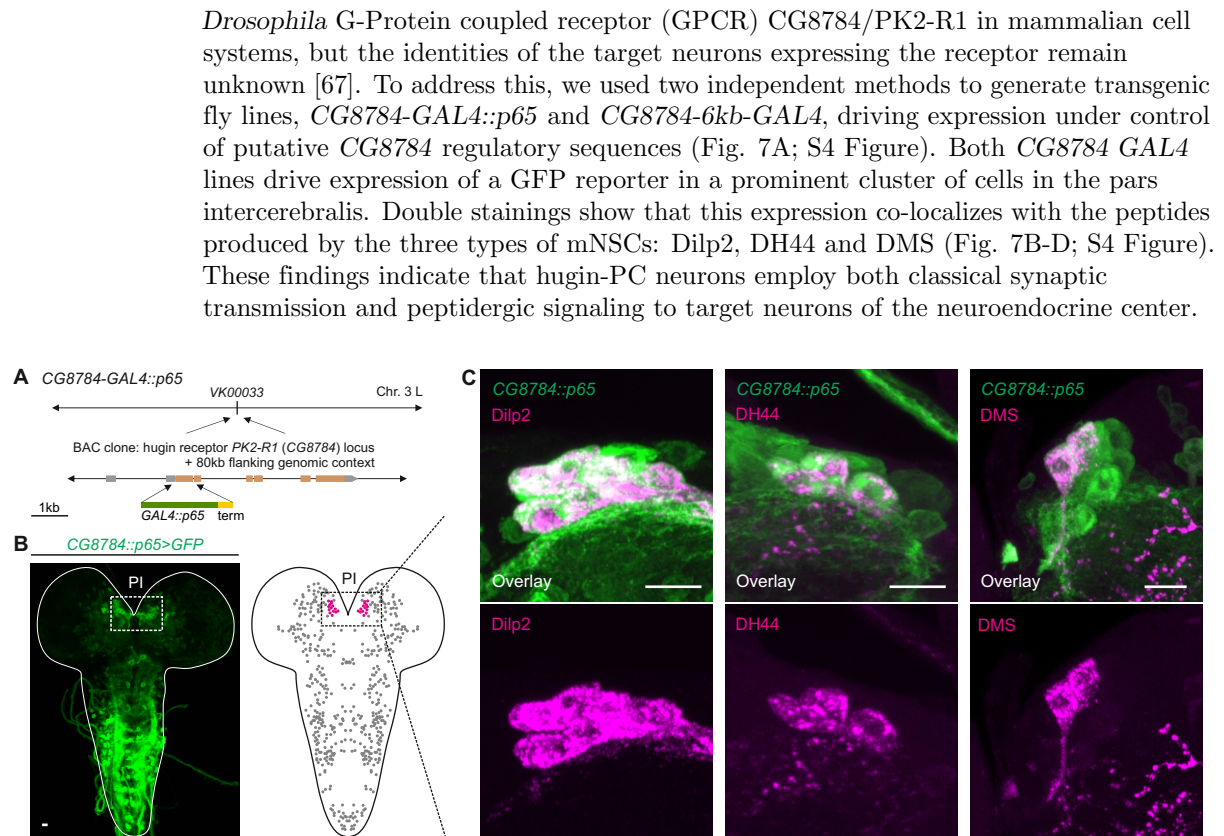 Drosophila G-Protein coupled receptor (GPCR) CG8784/PK2-R1 in mammalian cell
systems, but the identities of the target neurons expressing the receptor remain
unknown [67]. To address this, we used two independent methods to generate transgenic
fly lines, CG8784-GAL4::p65 and CG8784-6kb-GAL4, driving expression under control
of putative CG8784 regulatory sequences (Fig. 7A; S4 Figure). Both CG8784 GAL4
lines drive expression of a GFP reporter in a prominent cluster of cells in the pars
intercerebralis. Double stainings show that this expression co-localizes with the peptides
produced by the three types of mNSCs: Dilp2, DH44 and DMS (Fig. 7B-D; S4 Figure).
These findings indicate that hugin-PC neurons employ both classical synaptic
transmission and peptidergic signaling to target neurons of the neuroendocrine center.
A CG8784-GAL4::p65
VK00033
Chr. 3 L
BAC clone: hugin receptor PK2-R1 (CG8784) locus
+ 80kb flanking genomic context
1kb
GAL4::p65
term
B
CG8784::p65>GFP
PI
PI
C
CG8784::p65
Dilp2
Overlay
CG8784::p65
DH44
Overlay
CG8784::p65
DMS
Overlay
Dilp2
DH44
DMS